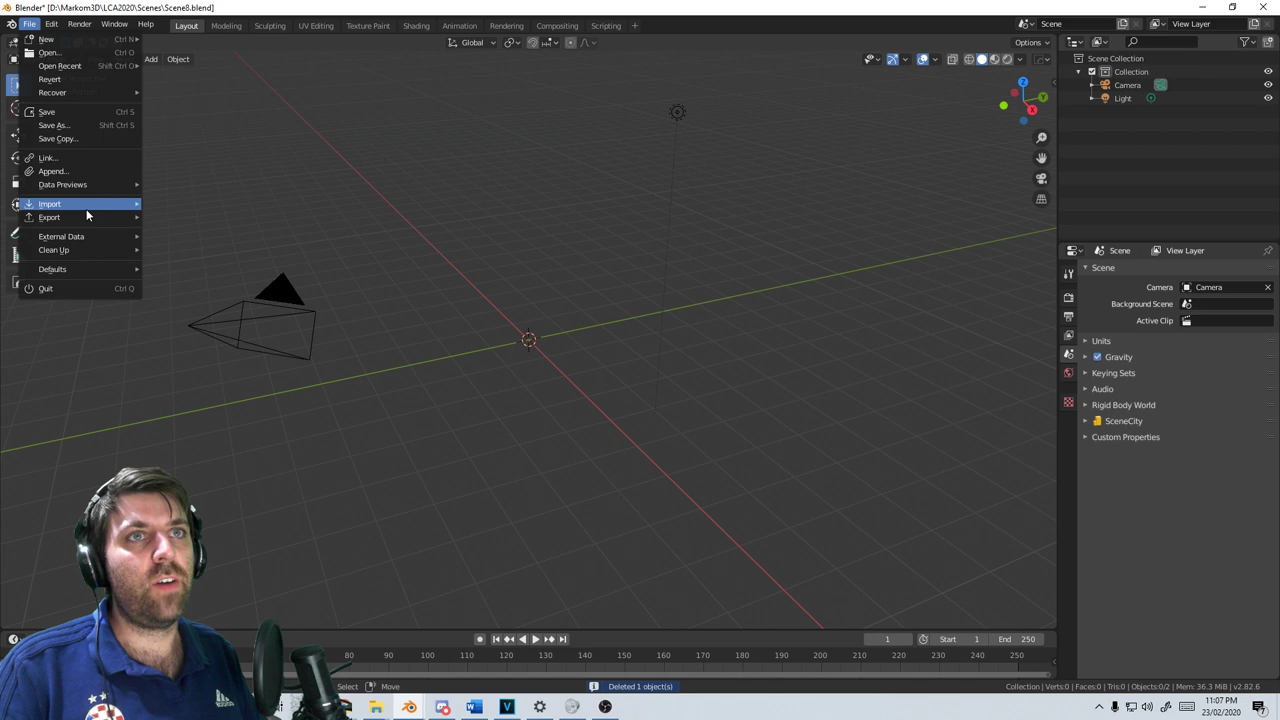 Blender* [D:\Markom3D\LCA2020\Scenes\Scene8.blend]
File Edit Render Window Help Layout Modeling Sculpting UV Editing Texture Paint Shading Animation Rendering Compositing Scripting + Scene View Layer
Global Options
Add Object
New Ctrl N
Open... Ctrl O
Open Recent Shift Ctrl O
Revert
Recover
Save Ctrl S
Save As... Shift Ctrl S
Save Copy...
Link...
Append...
Data Previews
Import
Export
External Data
Clean Up
Defaults
Quit Ctrl Q
Z
Y
X
Scene Collection
Collection
Camera
Light
Scene View Layer
Scene
Camera Camera
Background Scene
Active Clip
Units
Gravity
Keying Sets
Audio
Rigid Body World
SceneCity
Custom Properties
1 Start 1 End 250
80 90 100 110 120 130 140 150 160 170 180 190 200 210 220 230 240 250
Select Move Deleted 1 object(s) Collection | Verts:0 | Faces:0 | Tris:0 | Objects:0/2 | Mem: 36.3 MiB | v2.82.6
adidas
11:07 PM
23/02/2020
7